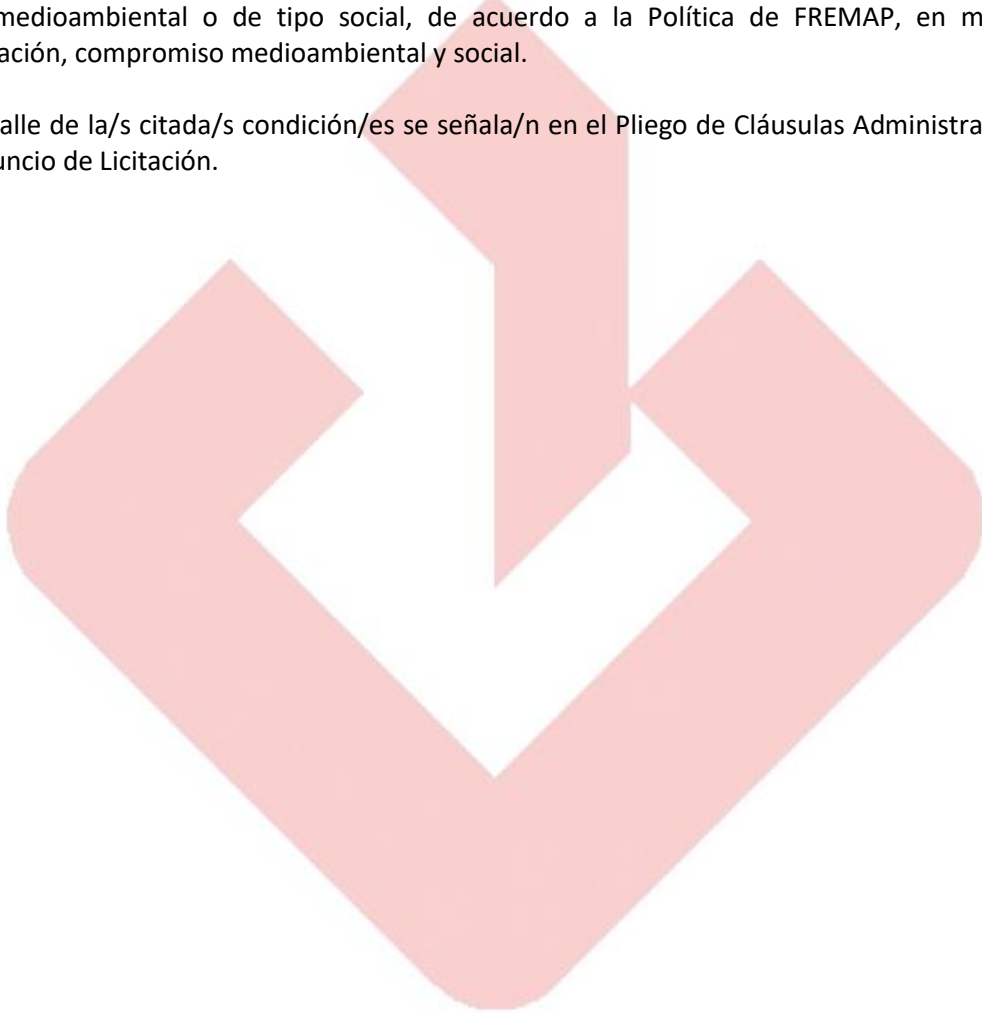 medioambiental o de tipo social, de acuerdo a la Política de FREMAP, en m
ación, compromiso medioambiental y social.
alle de la/s citada/s condición/es se señala/n en el Pliego de Cláusulas Administra
uncio de Licitación.